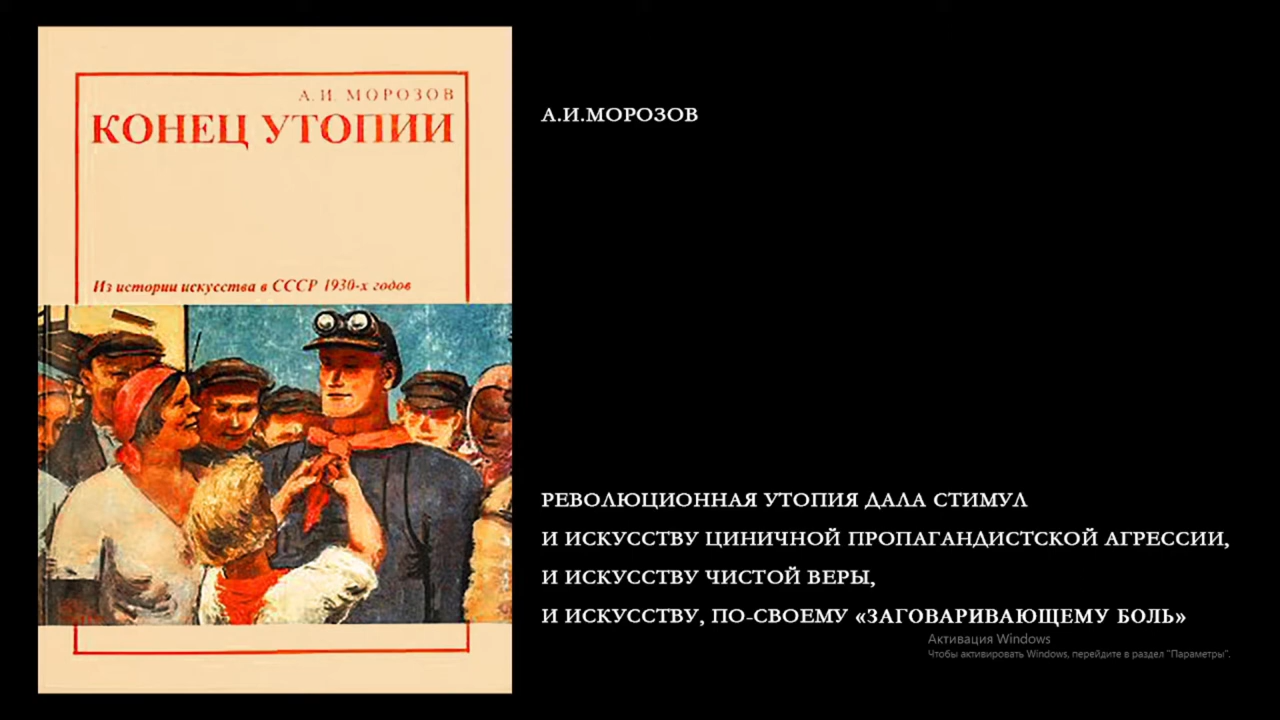 А. И. МОРОЗОВ
КОНЕЦ УТОПИИ
Из истории искусства в СССР 1930-х годов
А.И.МОРОЗОВ
РЕВОЛЮЦИОННАЯ УТОПИЯ ДАЛА СТИМУЛ
И ИСКУССТВУ ЦИНИЧНОЙ ПРОПАГАНДИСТСКОЙ АГРЕССИИ,
И ИСКУССТВУ ЧИСТОЙ ВЕРЫ,
И ИСКУССТВУ, ПО-СВОЕМУ «ЗАГОВАРИВАЮЩЕМУ БОЛЬ»
Активация Windows
Чтобы активировать Windows, перейдите в раздел "Параметры".